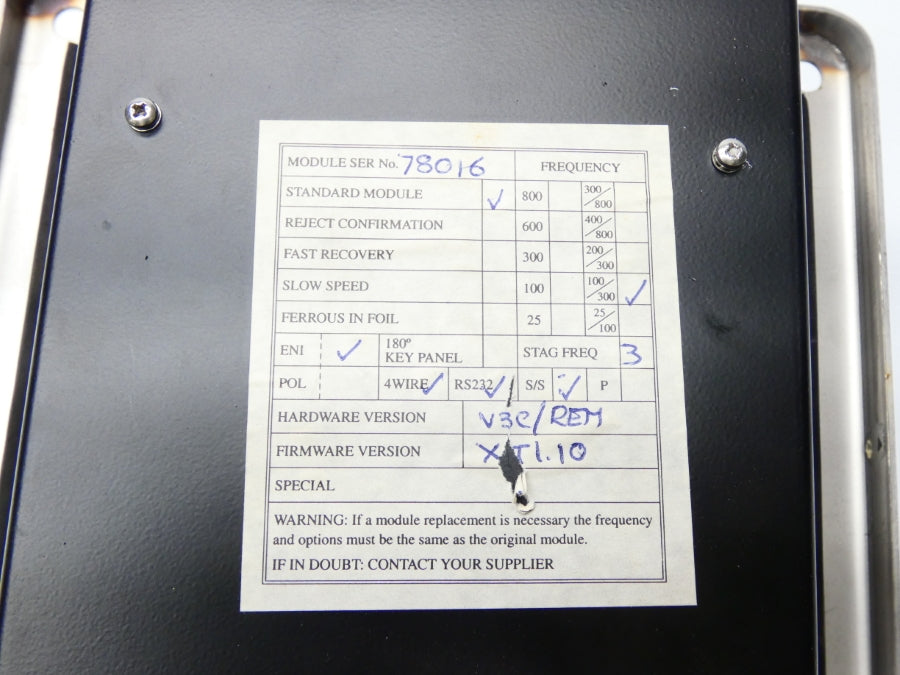 MODULE SER No. 78016 FREQUENCY
STANDARD MODULE ✓ 800 300/800
REJECT CONFIRMATION 600 400/800
FAST RECOVERY 300 200/300
SLOW SPEED 100 100/300 ✓
FERROUS IN FOIL 25 25/100
ENI ✓ 180º KEY PANEL STAG FREQ 3
POL 4WIRE ✓ RS232 ✓ S/S ✓ P
HARDWARE VERSION V3C/REM
FIRMWARE VERSION T1.10
SPECIAL
WARNING: If a module replacement is necessary the frequency
and options must be the same as the original module.
IF IN DOUBT: CONTACT YOUR SUPPLIER